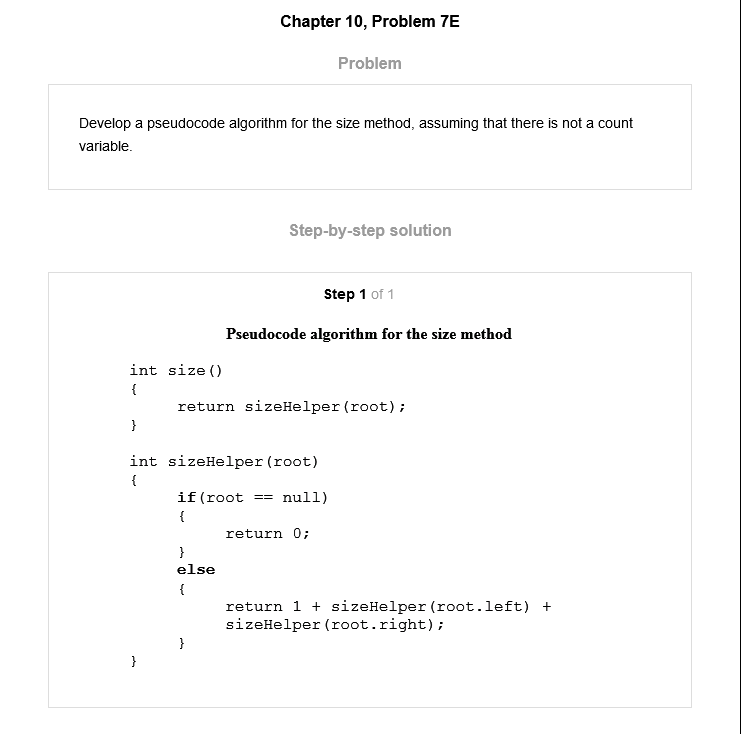 Chapter 10, Problem 7E
Problem
Develop a pseudocode algorithm for the size method, assuming that there is not a count
variable.
Step-by-step solution
Step 1 of 1
Pseudocode algorithm for the size method
int size()
{
return sizeHelper(root);
}
int sizeHelper(root)
{
if(root == null)
{
return 0;
}
else
{
return 1 + sizeHelper(root.left) +
sizeHelper(root.right);
}
}